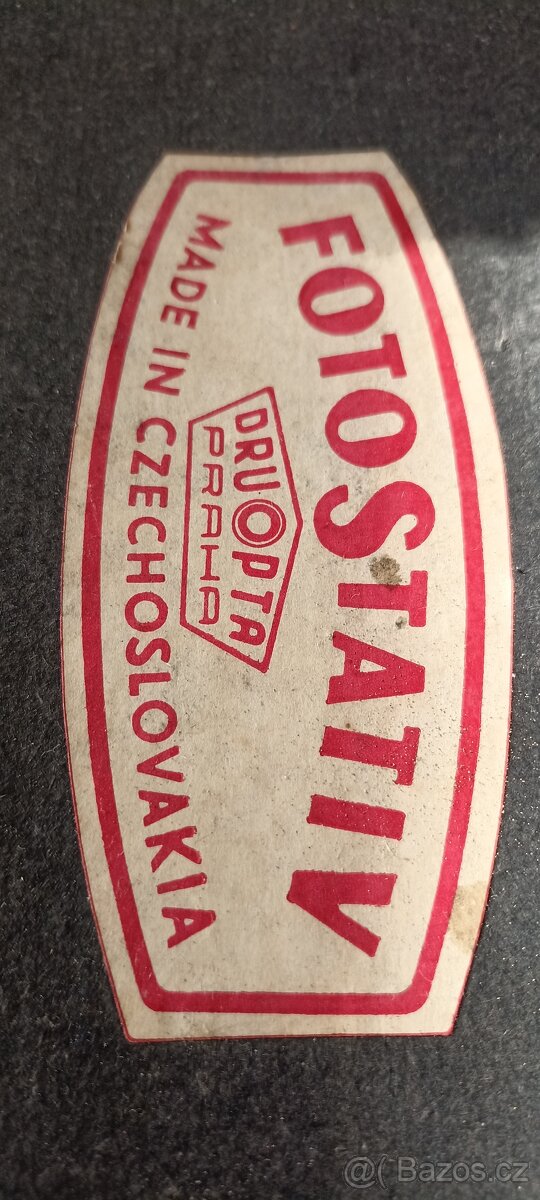 FOTOSTATIV
DRUOPTA
PRAHA
MADE IN CZECHOSLOVAKIA
@( Bazos.cz